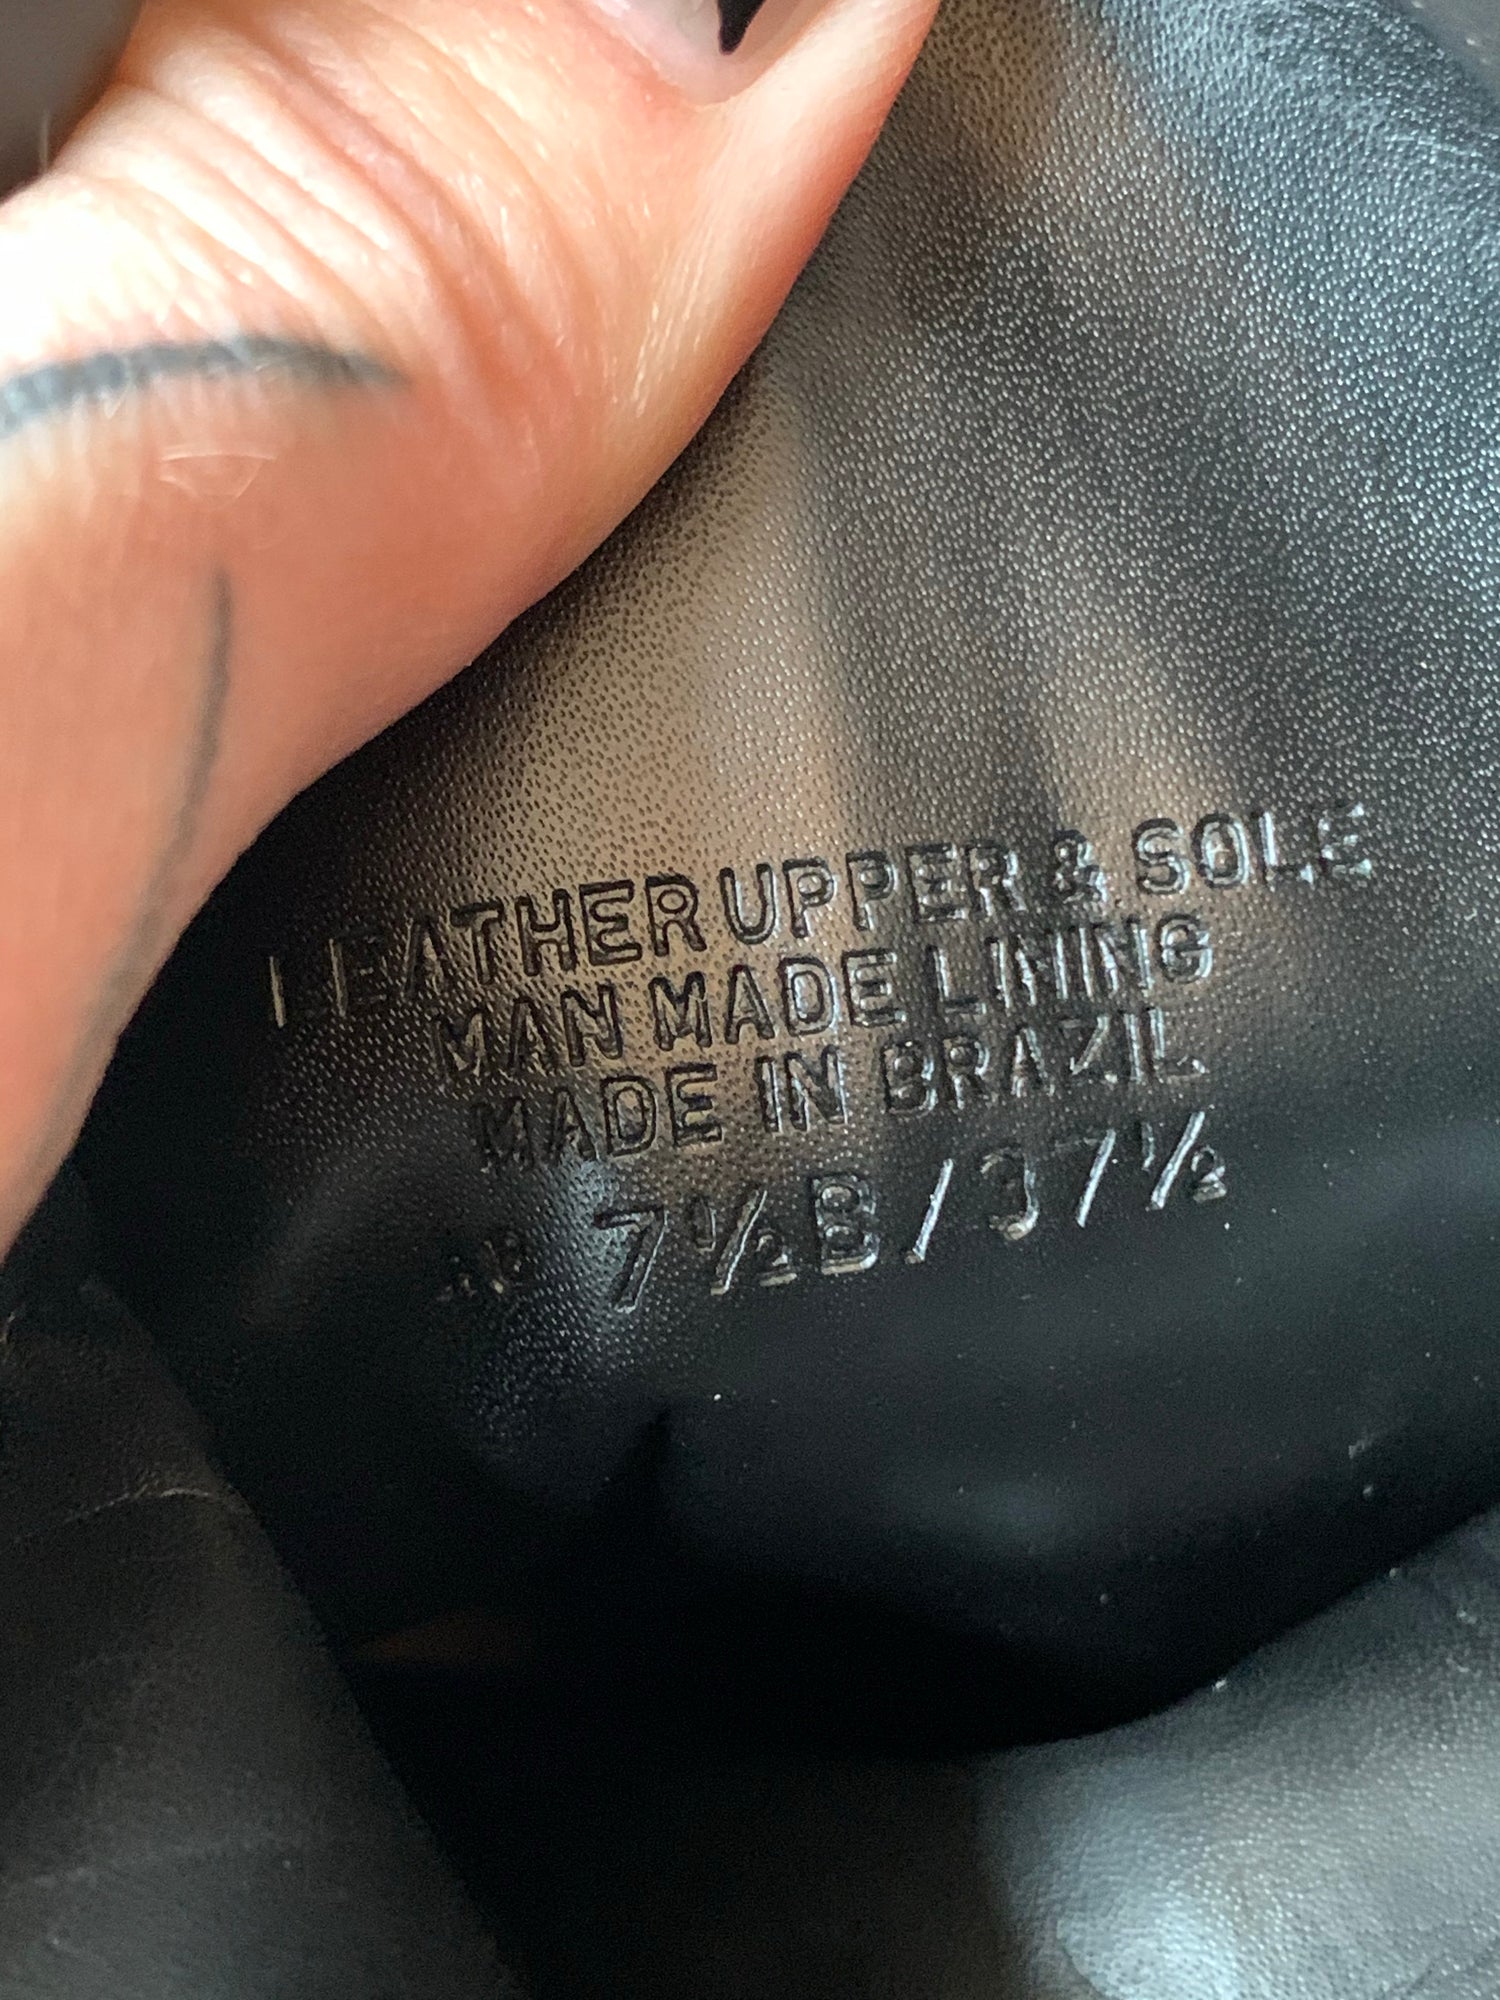 LEATHER UPPER & SOLE
MAN MADE LINING
MADE IN BRAZIL
7½B/37½